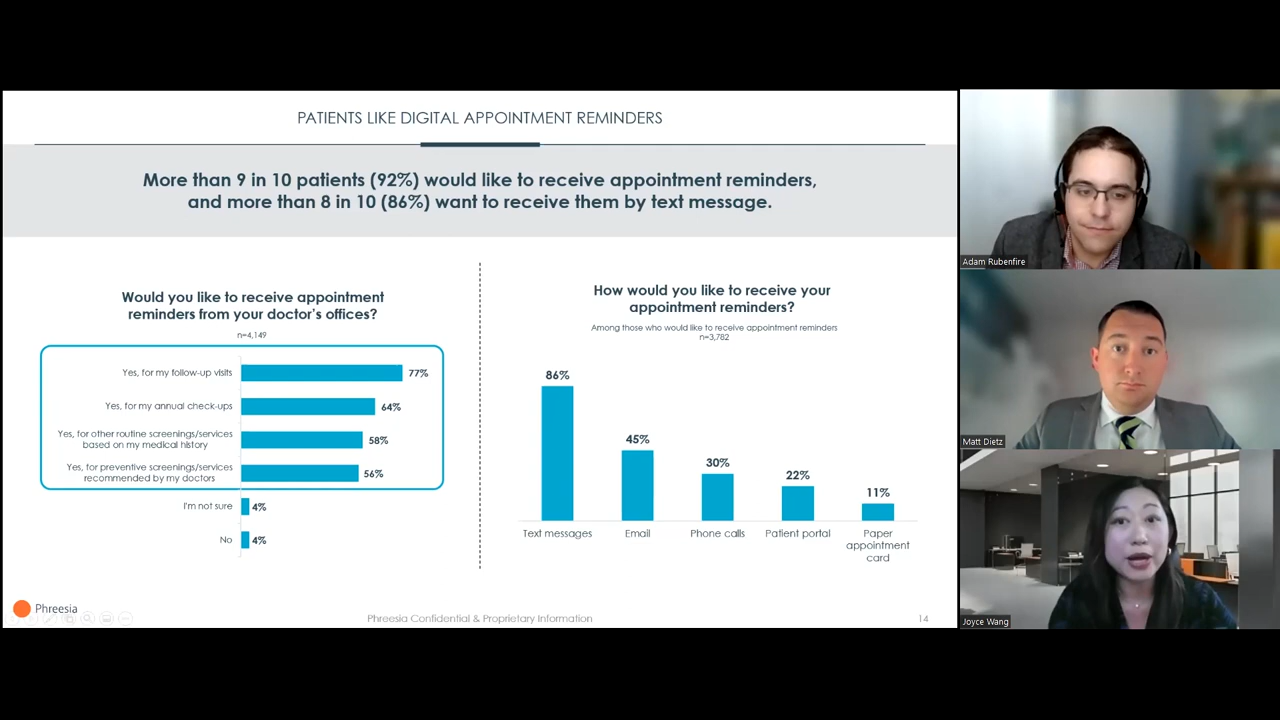 PATIENTS LIKE DIGITAL APPOINTMENT REMINDERS
More than 9 in 10 patients (92%) would like to receive appointment reminders,
and more than 8 in 10 (86%) want to receive them by text message.
Would you like to receive appointment
reminders from your doctor's offices?
n=4,149
Yes, for my follow-up visits 77%
Yes, for my annual check-ups 64%
Yes, for other routine screenings/services
based on my medical history
58%
Yes, for preventive screenings/services
recommended by my doctors
56%
I'm not sure 4%
No 4%
How would you like to receive your
appointment reminders?
Among those who would like to receive appointment reminders
n=3,782
86%
45%
30%
22%
11%
Text messages Email Phone calls Patient portal Paper
appointment
card
Phreesia
Phreesia Confidential & Proprietary Information
14
Adam Rubenfire
Matt Dietz
Joyce Wang